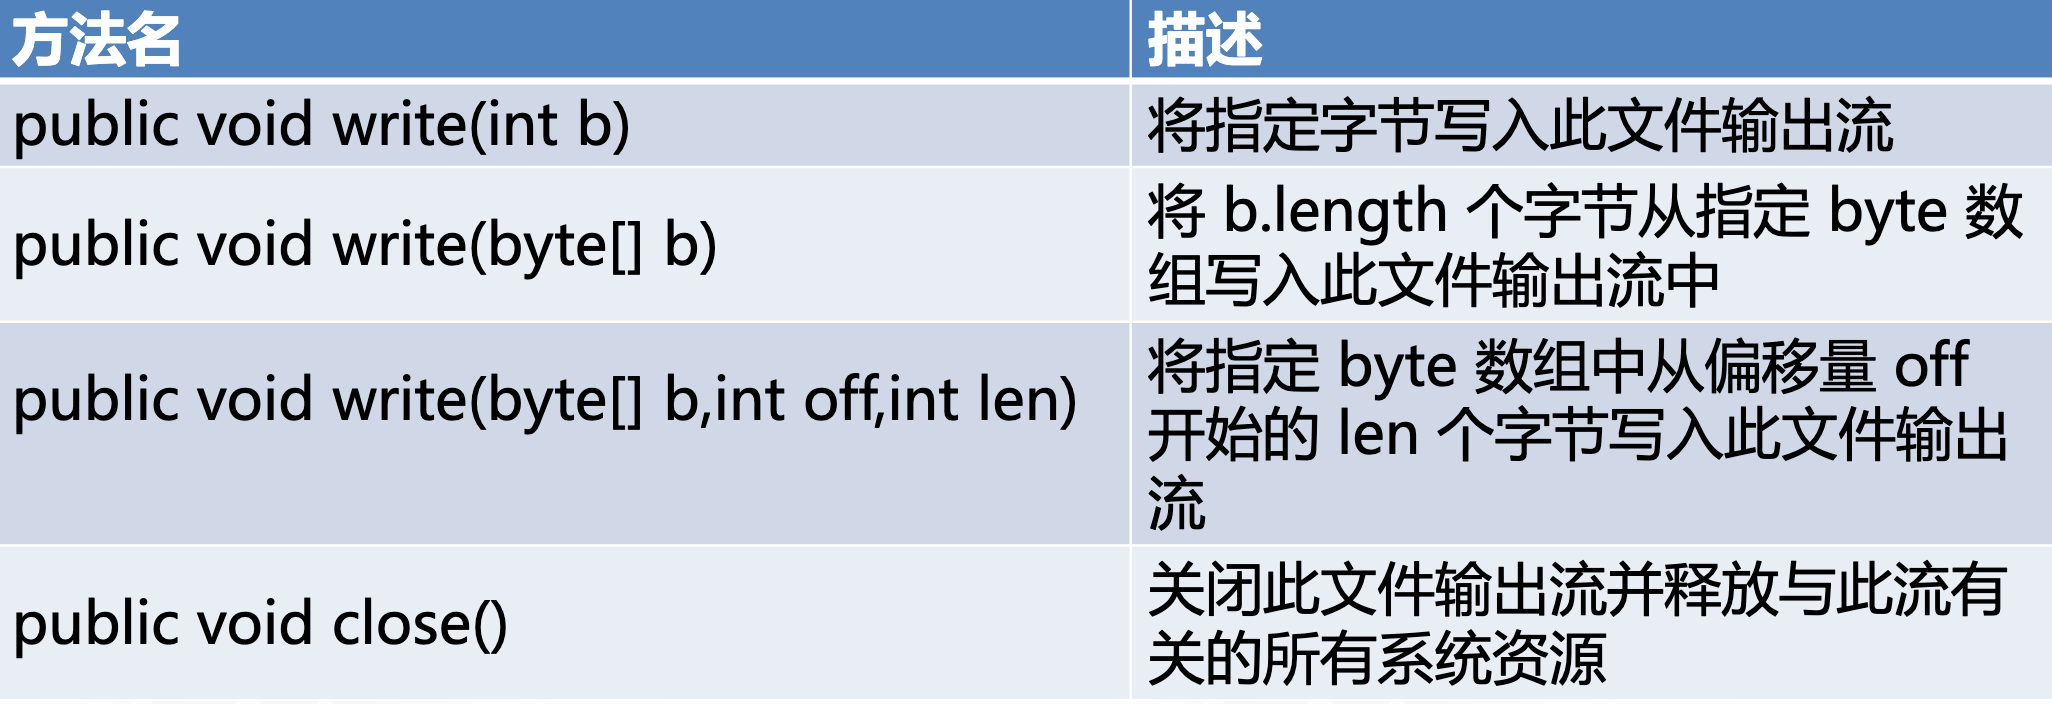 方法名
描述
public void write(int b)
将指定字节写入此文件输出流
public void write(byte[] b)
将 b.length 个字节从指定 byte 数
组写入此文件输出流中
public void write(byte[] b,int off,int len)
将指定 byte 数组中从偏移量 off
开始的 len 个字节写入此文件输出
流
public void close()
关闭此文件输出流并释放与此流有
关的所有系统资源